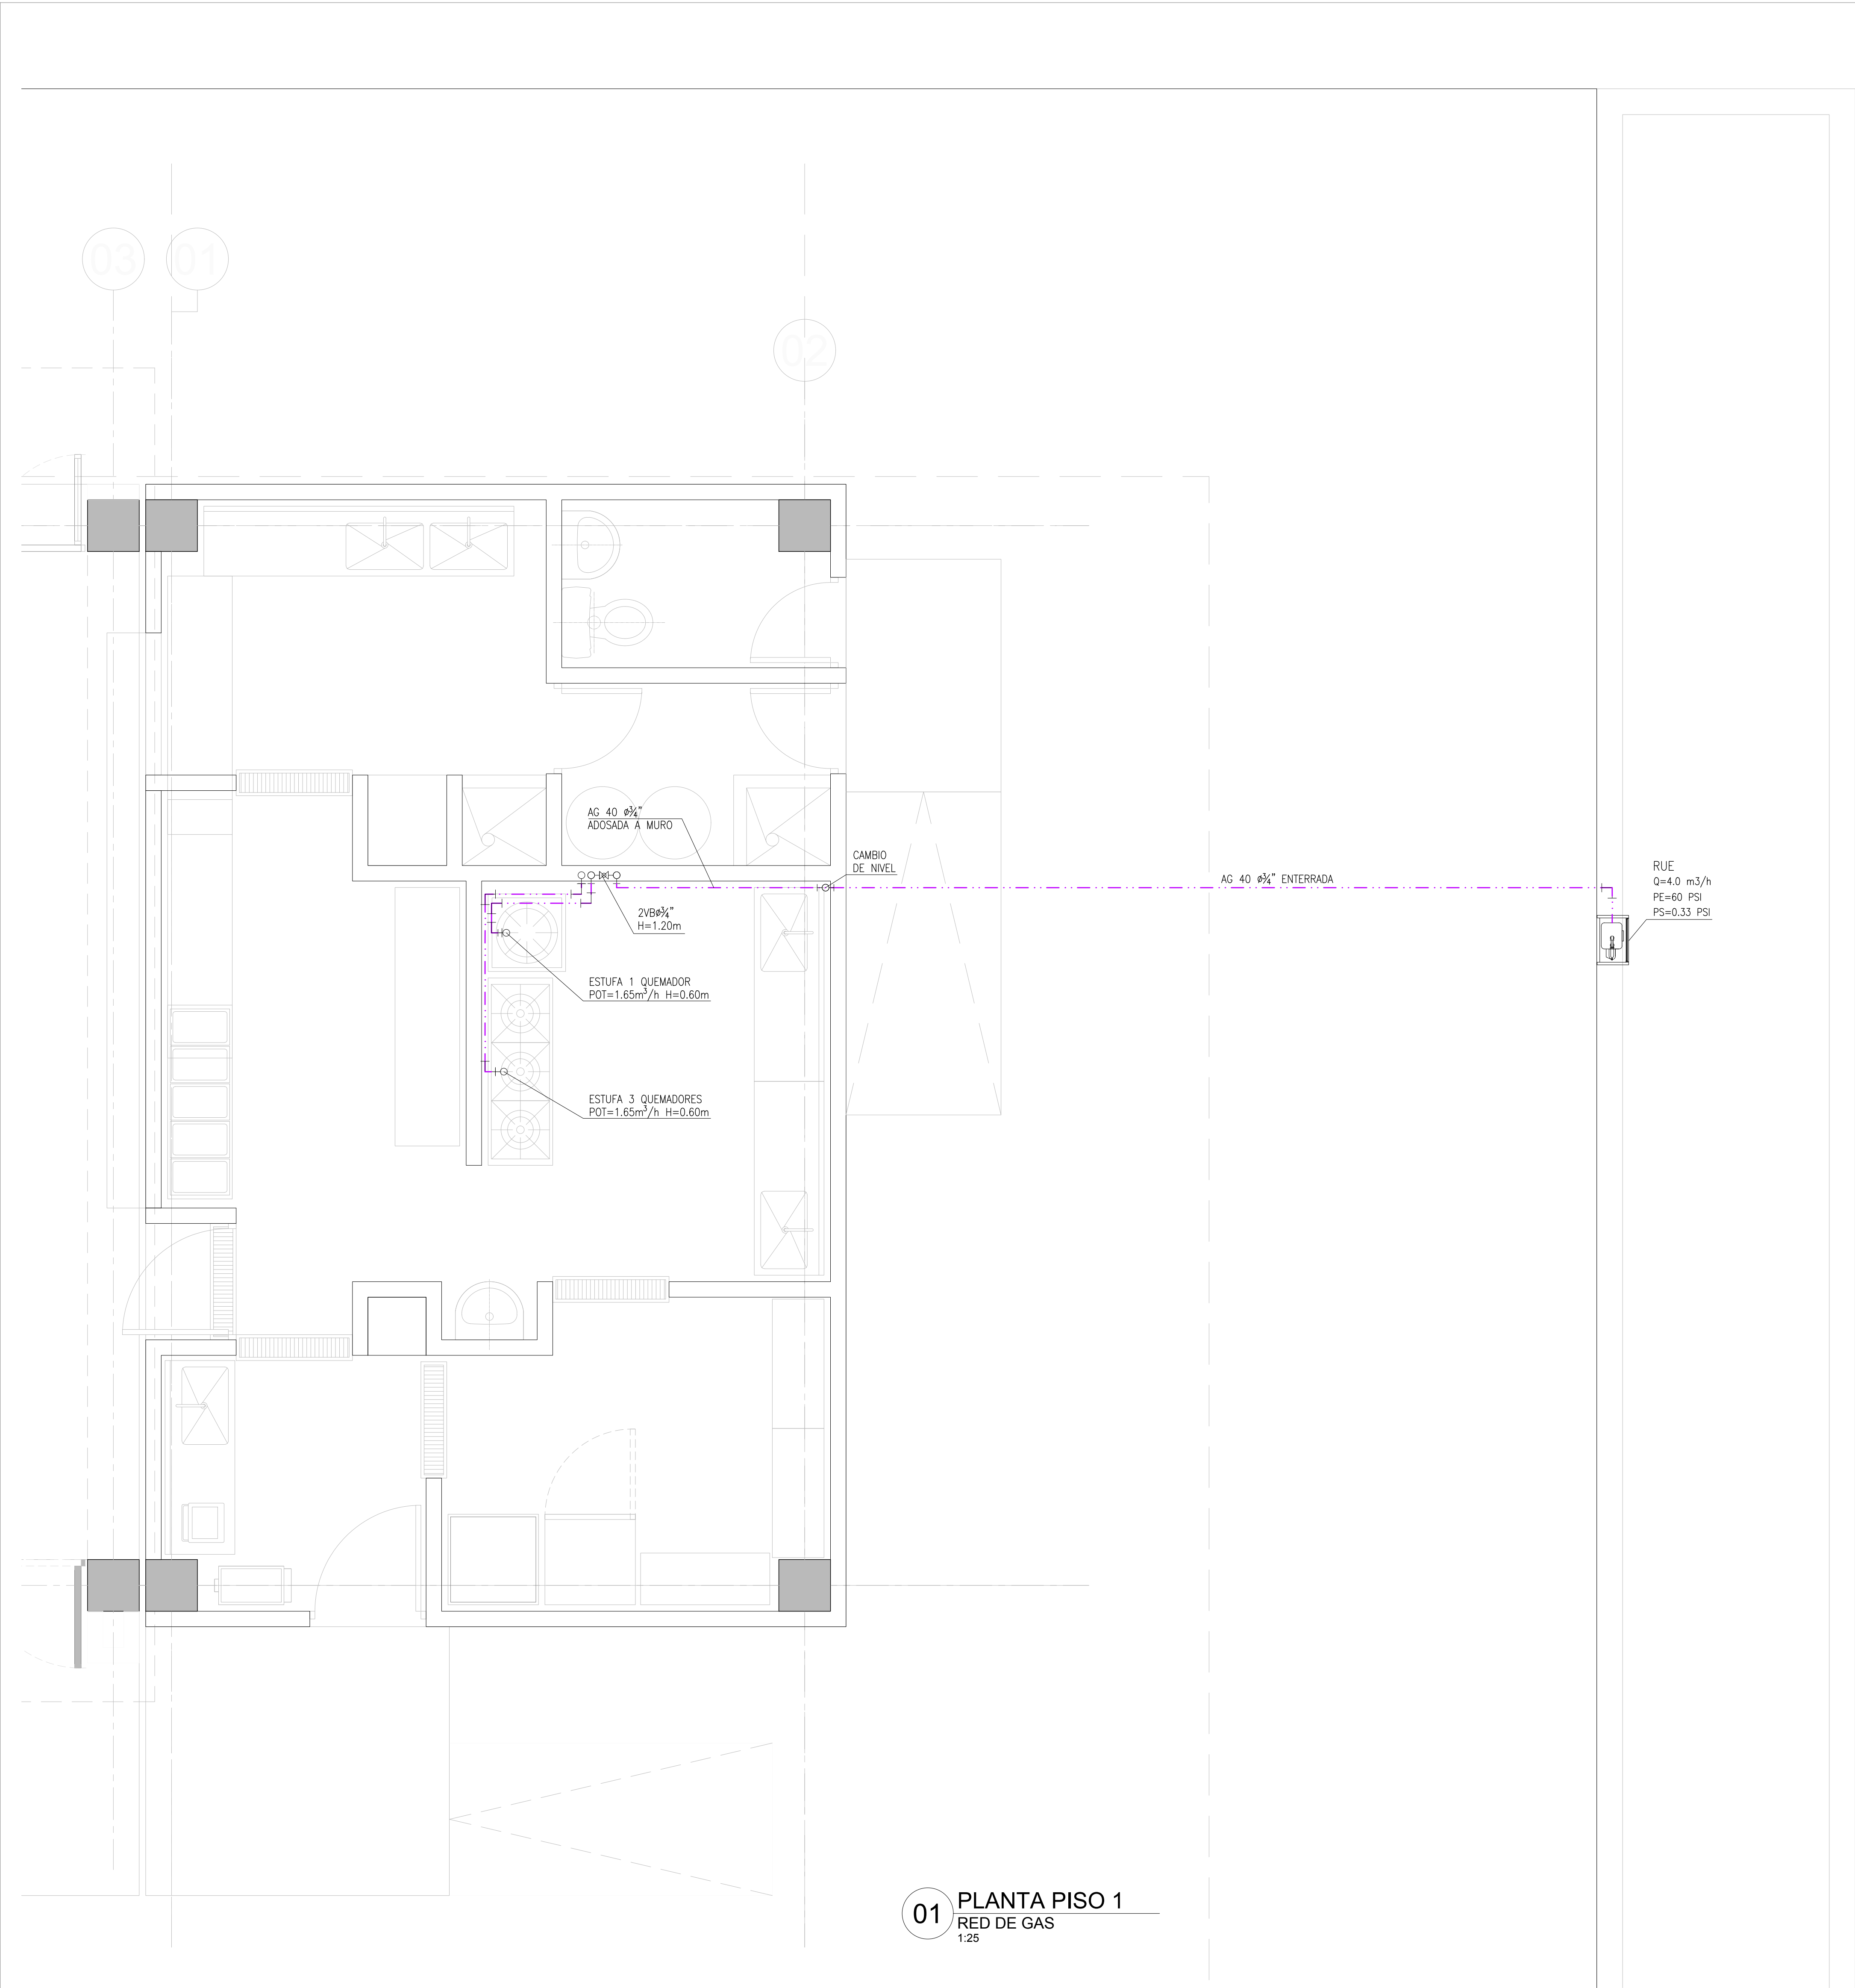 03
01
02
AG 40 ø¾"
ADOSADA A MURO
CAMBIO
DE NIVEL
AG 40 ø¾" ENTERRADA
RUE
Q=4.0 m3/h
PE=60 PSI
PS=0.33 PSI
2VBø¾"
H=1.20m
ESTUFA 1 QUEMADOR
POT=1.65m³/h H=0.60m
ESTUFA 3 QUEMADORES
POT=1.65m³/h H=0.60m
01
PLANTA PISO 1
RED DE GAS
1:25